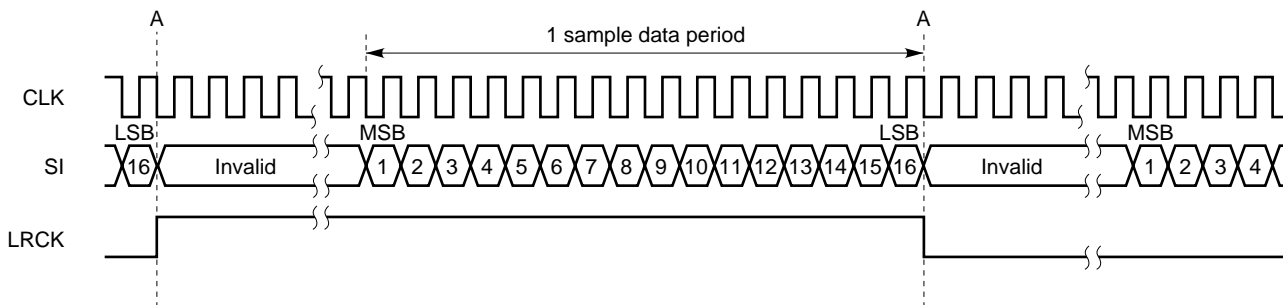 A A
1 sample data period
CLK
LSB MSB LSB MSB
SI 16 Invalid 1 2 3 4 5 6 7 8 9 10 11 12 13 14 15 16 Invalid 1 2 3 4
LRCK